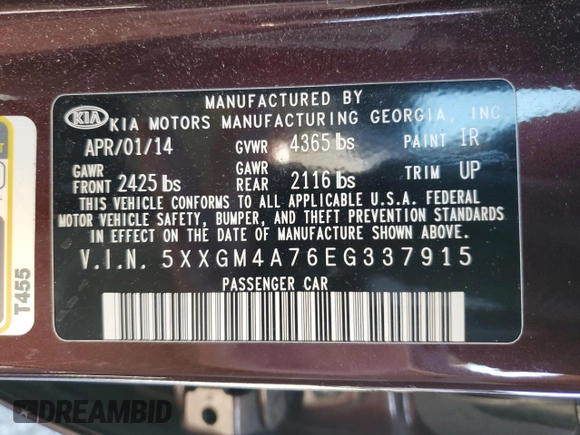 MANUFACTURED BY
KIA
KIA MOTORS MANUFACTURING GEORGIA, INC
APR/01/14 GVWR 4365 lbs PAINT IR
GAWR FRONT 2425 lbs GAWR REAR 2116 lbs TRIM UP
THIS VEHICLE CONFORMS TO ALL APPLICABLE U.S.A. FEDERAL
MOTOR VEHICLE SAFETY, BUMPER, AND THEFT PREVENTION STANDARDS
IN EFFECT ON THE DATE OF MANUFACTURE SHOWN ABOVE.
V.I.N. 5XXGM4A76EG337915
PASSENGER CAR
T455
DREAMBID